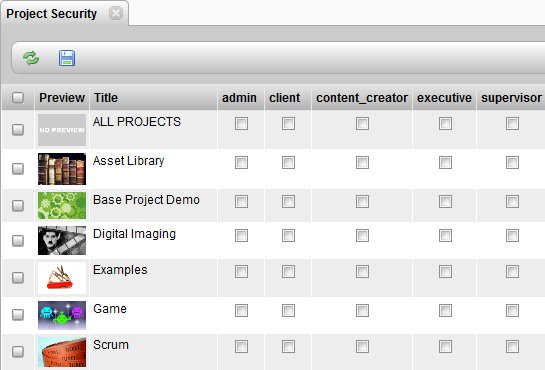 Project Security
Preview Title admin client content_creator executive supervisor
NO PREVIEW ALL PROJECTS
Asset Library
Base Project Demo
Digital Imaging
Examples
Game
Scrum